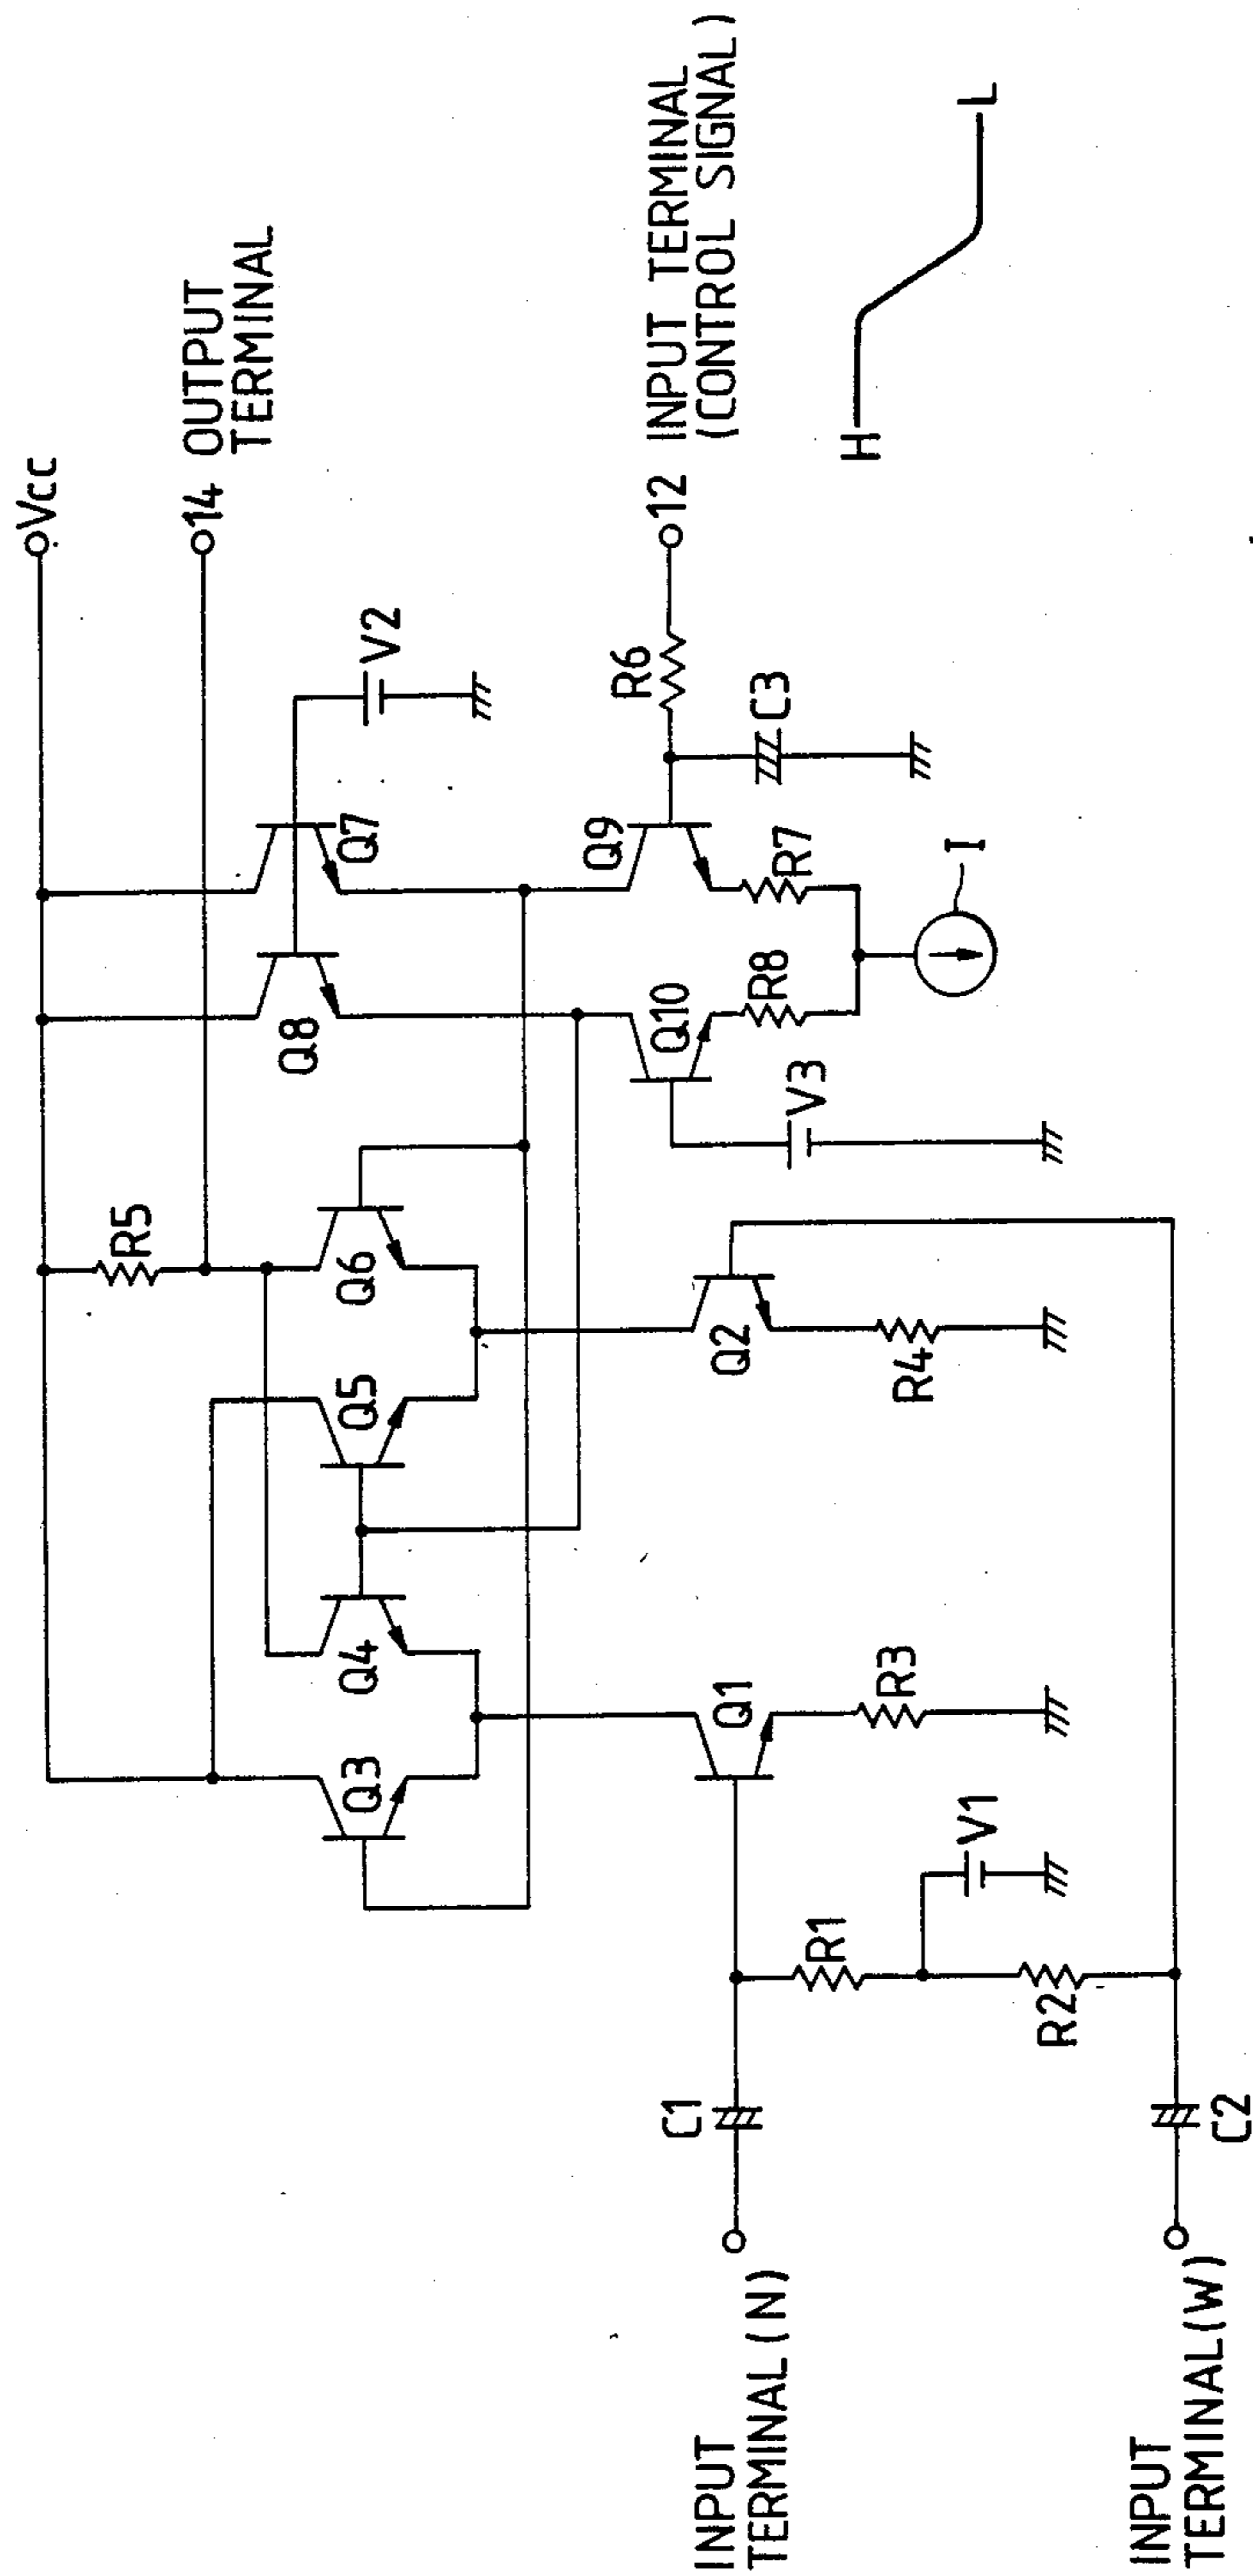 Vcc
14 OUTPUT
TERMINAL
R5
V2
Q8
Q7
Q3
Q4
Q5
Q6
12 INPUT TERMINAL
(CONTROL SIGNAL)
R6
C3
Q9
Q10
R7
R8
V3
I
H
L
Q1
Q2
R3
R4
V1
R1
R2
C1
C2
INPUT
TERMINAL (N)
INPUT
TERMINAL (W)